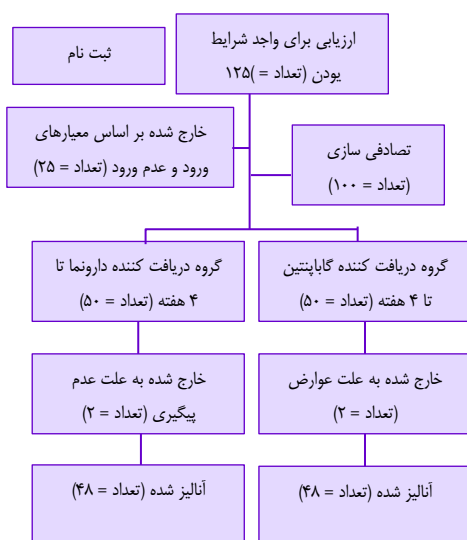 ارزیابی برای واجد شرایط
بودن (تعداد = )۱۲۵
ثبت نام
خارج شده بر اساس معیارهای
ورود و عدم ورود (تعداد = ۲۵)
تصادفی سازی
(تعداد = ۱۰۰)
گروه دریافت کننده گاباپنتین
تا ۴ هفته (تعداد = ۵۰)
گروه دریافت کننده دارونما تا
۴ هفته (تعداد = ۵۰)
خارج شده به علت عوارض
(تعداد = ۲)
خارج شده به علت عدم
پیگیری (تعداد = ۲)
آنالیز شده (تعداد = ۴۸)
آنالیز شده (تعداد = ۴۸)